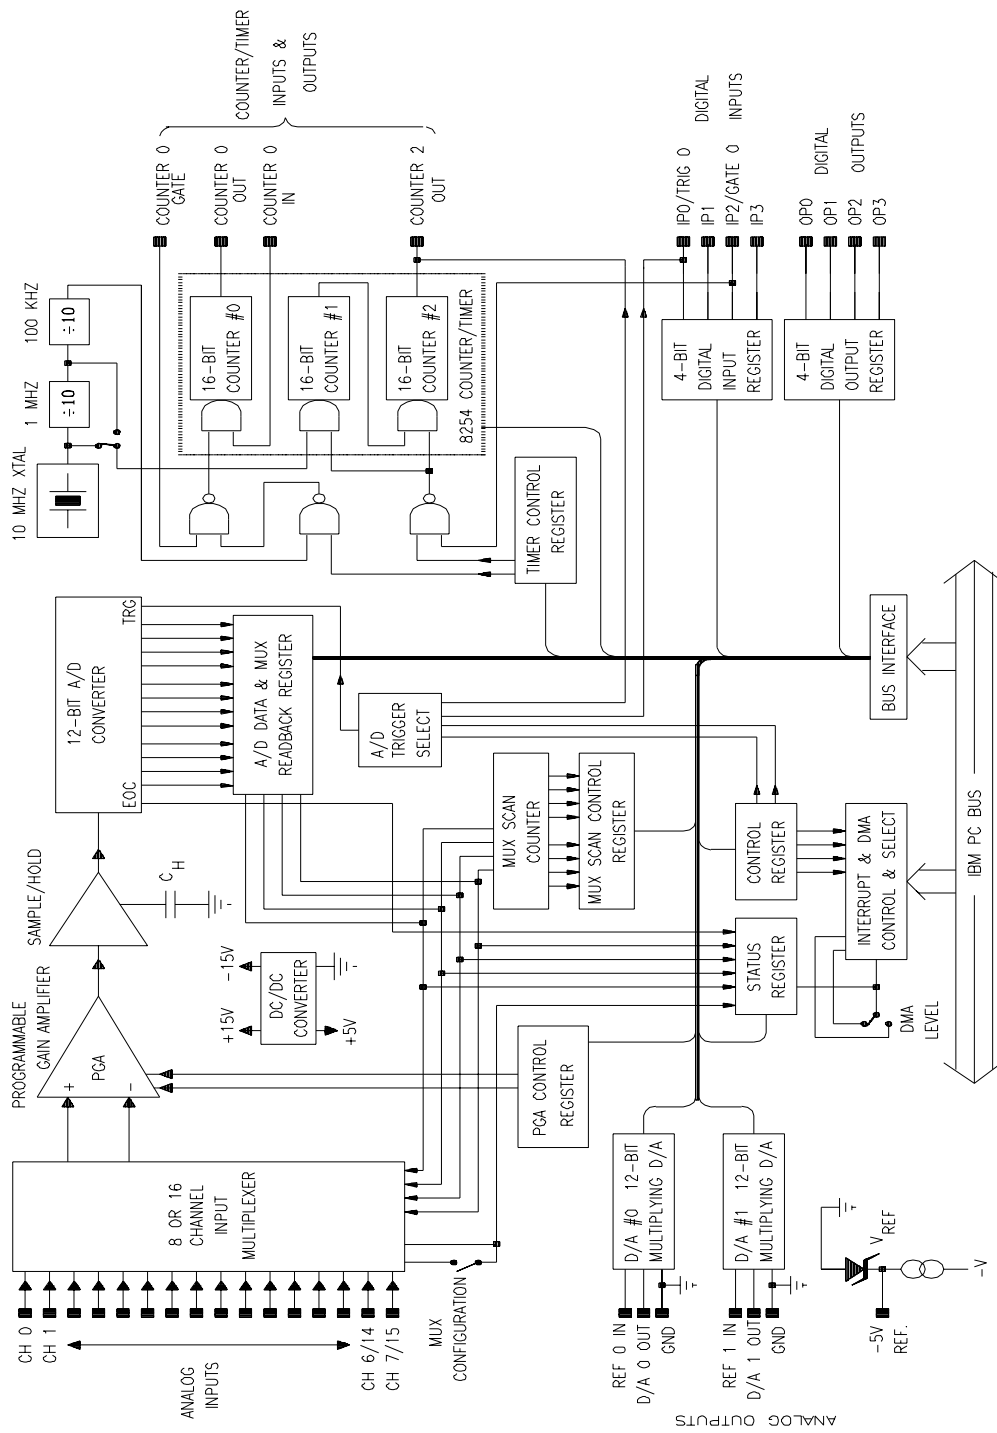 10 MHZ XTAL
1 MHZ
÷10
100 KHZ
÷10
COUNTER/TIMER
INPUTS &
OUTPUTS
COUNTER 0
GATE
COUNTER 0
OUT
COUNTER 0
IN
COUNTER 2
OUT
16-BIT
COUNTER #0
16-BIT
COUNTER #1
16-BIT
COUNTER #2
8254 COUNTER/TIMER
TIMER CONTROL
REGISTER
IP0/TRIG 0
IP1
IP2/GATE 0
IP3
DIGITAL
INPUTS
4-BIT
DIGITAL
INPUT
REGISTER
OP0
OP1
OP2
OP3
DIGITAL
OUTPUTS
4-BIT
DIGITAL
OUTPUT
REGISTER
PROGRAMMABLE
GAIN AMPLIFIER
PGA
+
-
SAMPLE/HOLD
C H
12-BIT A/D
CONVERTER
EOC
TRG
A/D DATA & MUX
READBACK REGISTER
A/D
TRIGGER
SELECT
+15V
-15V
DC/DC
CONVERTER
+5V
MUX SCAN
COUNTER
MUX SCAN CONTROL
REGISTER
CONTROL
REGISTER
STATUS
REGISTER
INTERRUPT & DMA
CONTROL & SELECT
DMA
LEVEL
BUS INTERFACE
IBM PC BUS
PGA CONTROL
REGISTER
8 OR 16
CHANNEL
INPUT
MULTIPLEXER
CH 0
CH 1
ANALOG
INPUTS
CH 6/14
CH 7/15
MUX
CONFIGURATION
REF 0 IN
D/A 0 OUT
GND
D/A #0 12-BIT
MULTIPLYING D/A
REF 1 IN
D/A 1 OUT
GND
D/A #1 12-BIT
MULTIPLYING D/A
ANALOG OUTPUTS
V REF
-5V
REF.
-V